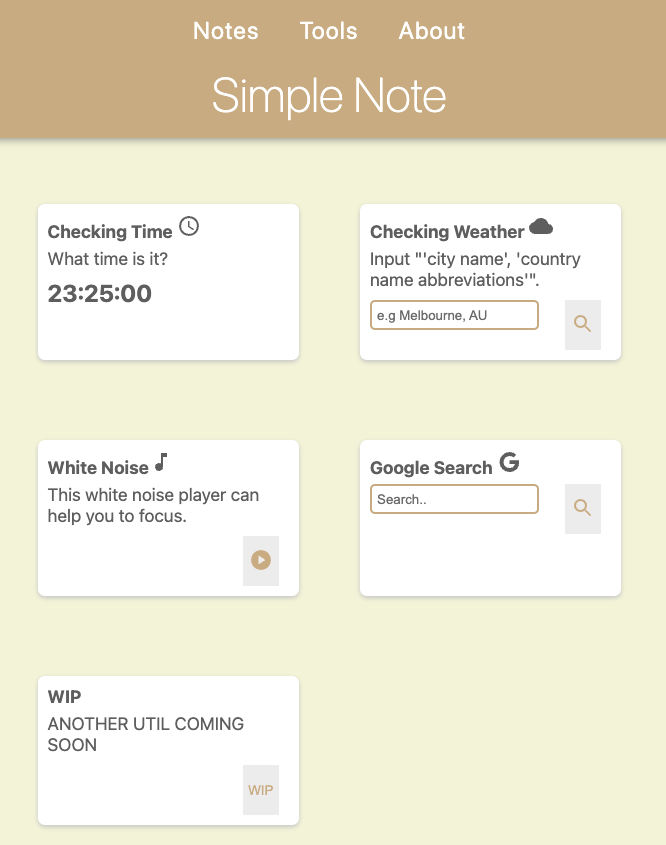 Notes Tools About
Simple Note
Checking Time
What time is it?
23:25:00
Checking Weather
Input "'city name', 'country
name abbreviations'".
e.g Melbourne, AU
White Noise
This white noise player can
help you to focus.
Google Search
Search..
WIP
ANOTHER UTIL COMING
SOON
WIP